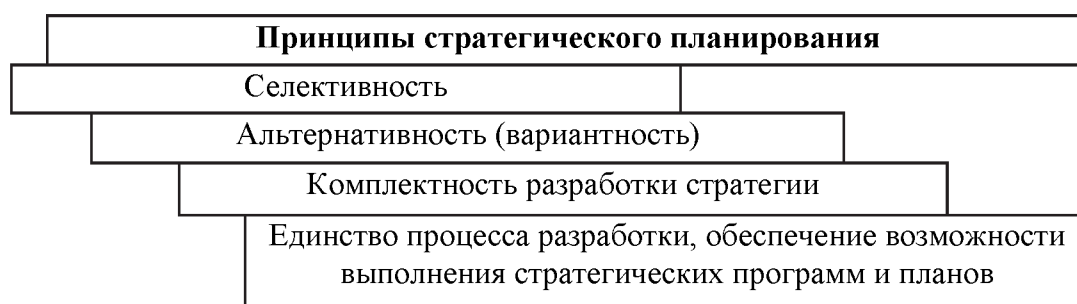 Принципы стратегического планирования
Селективность
Альтернативность (вариантность)
Комплектность разработки стратегии
Единство процесса разработки, обеспечение возможности
выполнения стратегических программ и планов